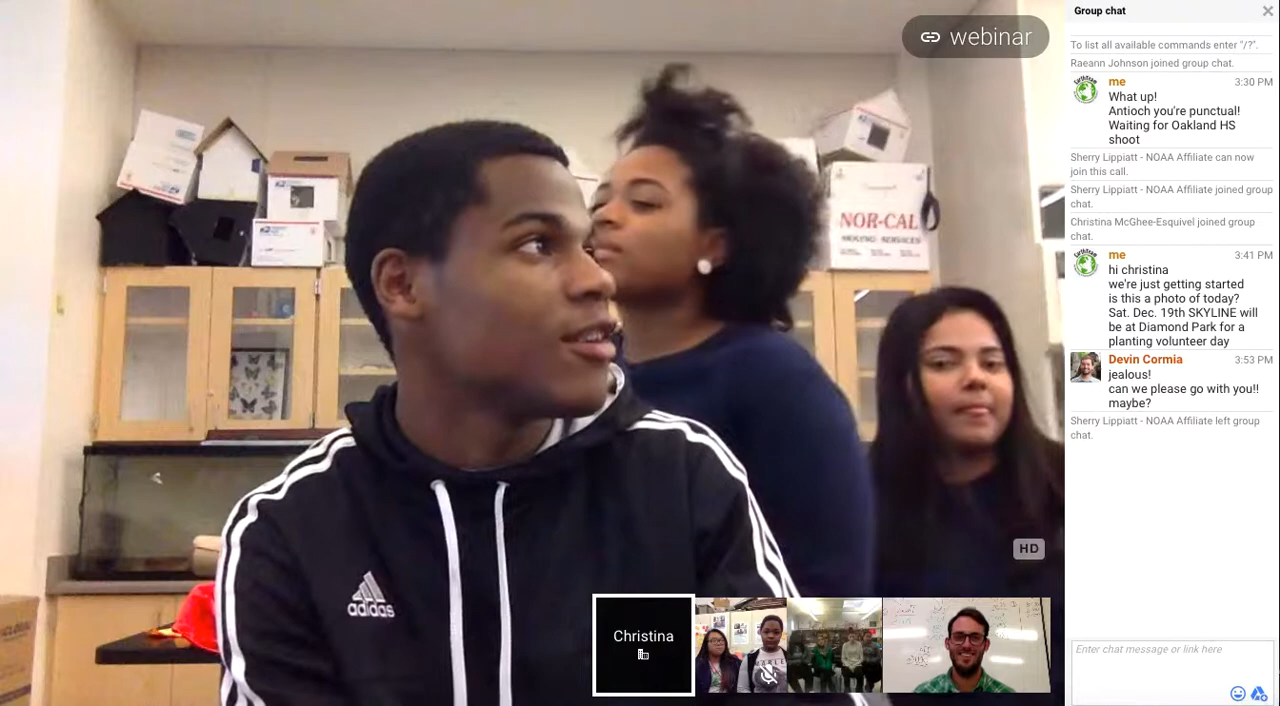 webinar
NOR-CAL
MOVING SERVICES
adidas
HD
Christina
Group chat
To list all available commands enter "/?".
Raeann Johnson joined group chat.
me 3:30 PM
What up!
Antioch you're punctual!
Waiting for Oakland HS
shoot
Sherry Lippiatt - NOAA Affiliate can now
join this call.
Sherry Lippiatt - NOAA Affiliate joined group
chat.
Christina McGhee-Esquivel joined group
chat.
me 3:41 PM
hi christina
we're just getting started
is this a photo of today?
Sat. Dec. 19th SKYLINE will
be at Diamond Park for a
planting volunteer day
Devin Cormia 3:53 PM
jealous!
can we please go with you!!
maybe?
Sherry Lippiatt - NOAA Affiliate left group
chat.
Enter chat message or link here